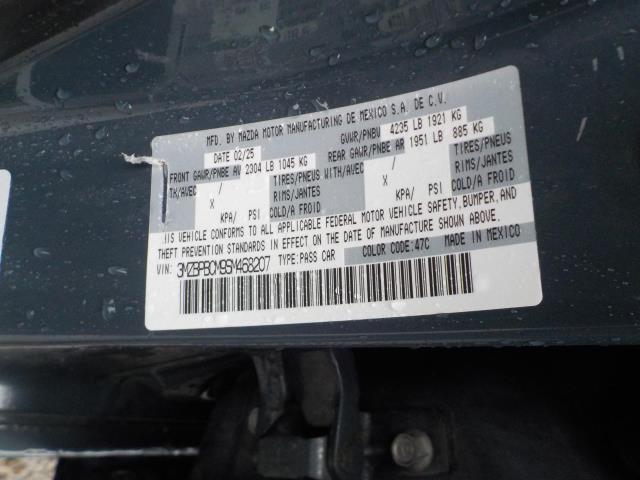 MFD. BY MAZDA MOTOR MANUFACTURING DE MEXICO S.A. DE C.V.
DATE 02/25 GVWR/PNBV 4235 LB 1921 KG
FRONT GAWR/PNBE AV 2304 LB 1045 KG REAR GAWR/PNBE AR 1951 LB 885 KG
TH/AVEC / TIRES/PNEUS WITH/AVEC / TIRES/PNEUS
X RIMS/JANTES X RIMS/JANTES
KPA/ PSI COLD/A FROID KPA/ PSI COLD/A FROID
HIS VEHICLE CONFORMS TO ALL APPLICABLE FEDERAL MOTOR VEHICLE SAFETY, BUMPER, AND
THEFT PREVENTION STANDARDS IN EFFECT ON THE DATE OF MANUFACTURE SHOWN ABOVE.
VIN: 3MZBPBCM9SM468207 TYPE:PASS CAR COLOR CODE:47C MADE IN MEXICO